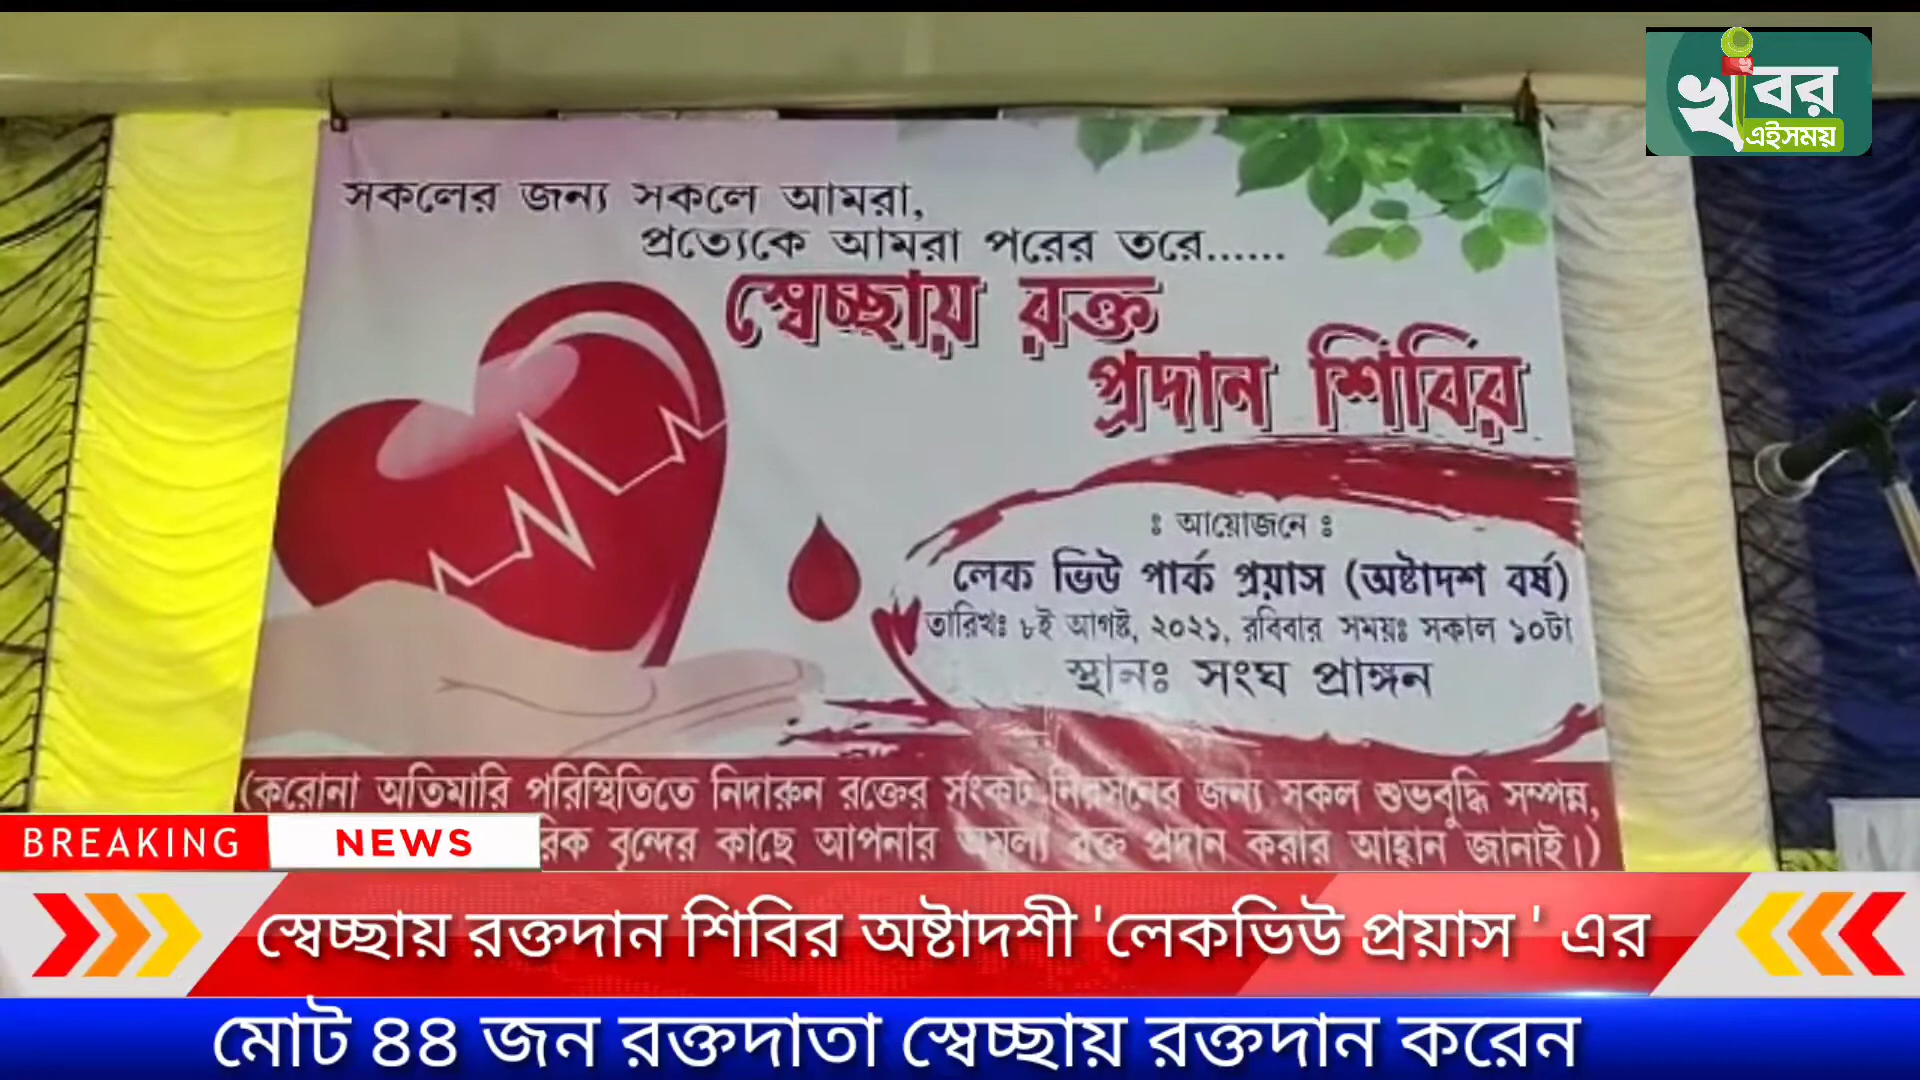 খবর
এইসময়
সকলের জন্য সকলে আমরা,
প্রত্যেকে আমরা পরের তরে......
স্বেচ্ছায় রক্ত
প্রদান শিবির
ঃ আয়োজনে ঃ
লেক ভিউ পার্ক প্রয়াস (অষ্টাদশ বর্ষ)
তারিখঃ ৮ই আগষ্ট, ২০২১, রবিবার সময়ঃ সকাল ১০টা
স্থানঃ সংঘ প্রাঙ্গন
(করোনা অতিমারি পরিস্থিতিতে নিদারুন রক্তের সংকট নিরসনের জন্য সকল শুভবুদ্ধি সম্পন্ন,
বৃন্দের কাছে আপনার অমূল্য রক্ত প্রদান করার আহ্বান জানাই।)
BREAKING NEWS
স্বেচ্ছায় রক্তদান শিবির অষ্টাদশী 'লেকভিউ প্রয়াস ' এর
মোট ৪৪ জন রক্তদাতা স্বেচ্ছায় রক্তদান করেন